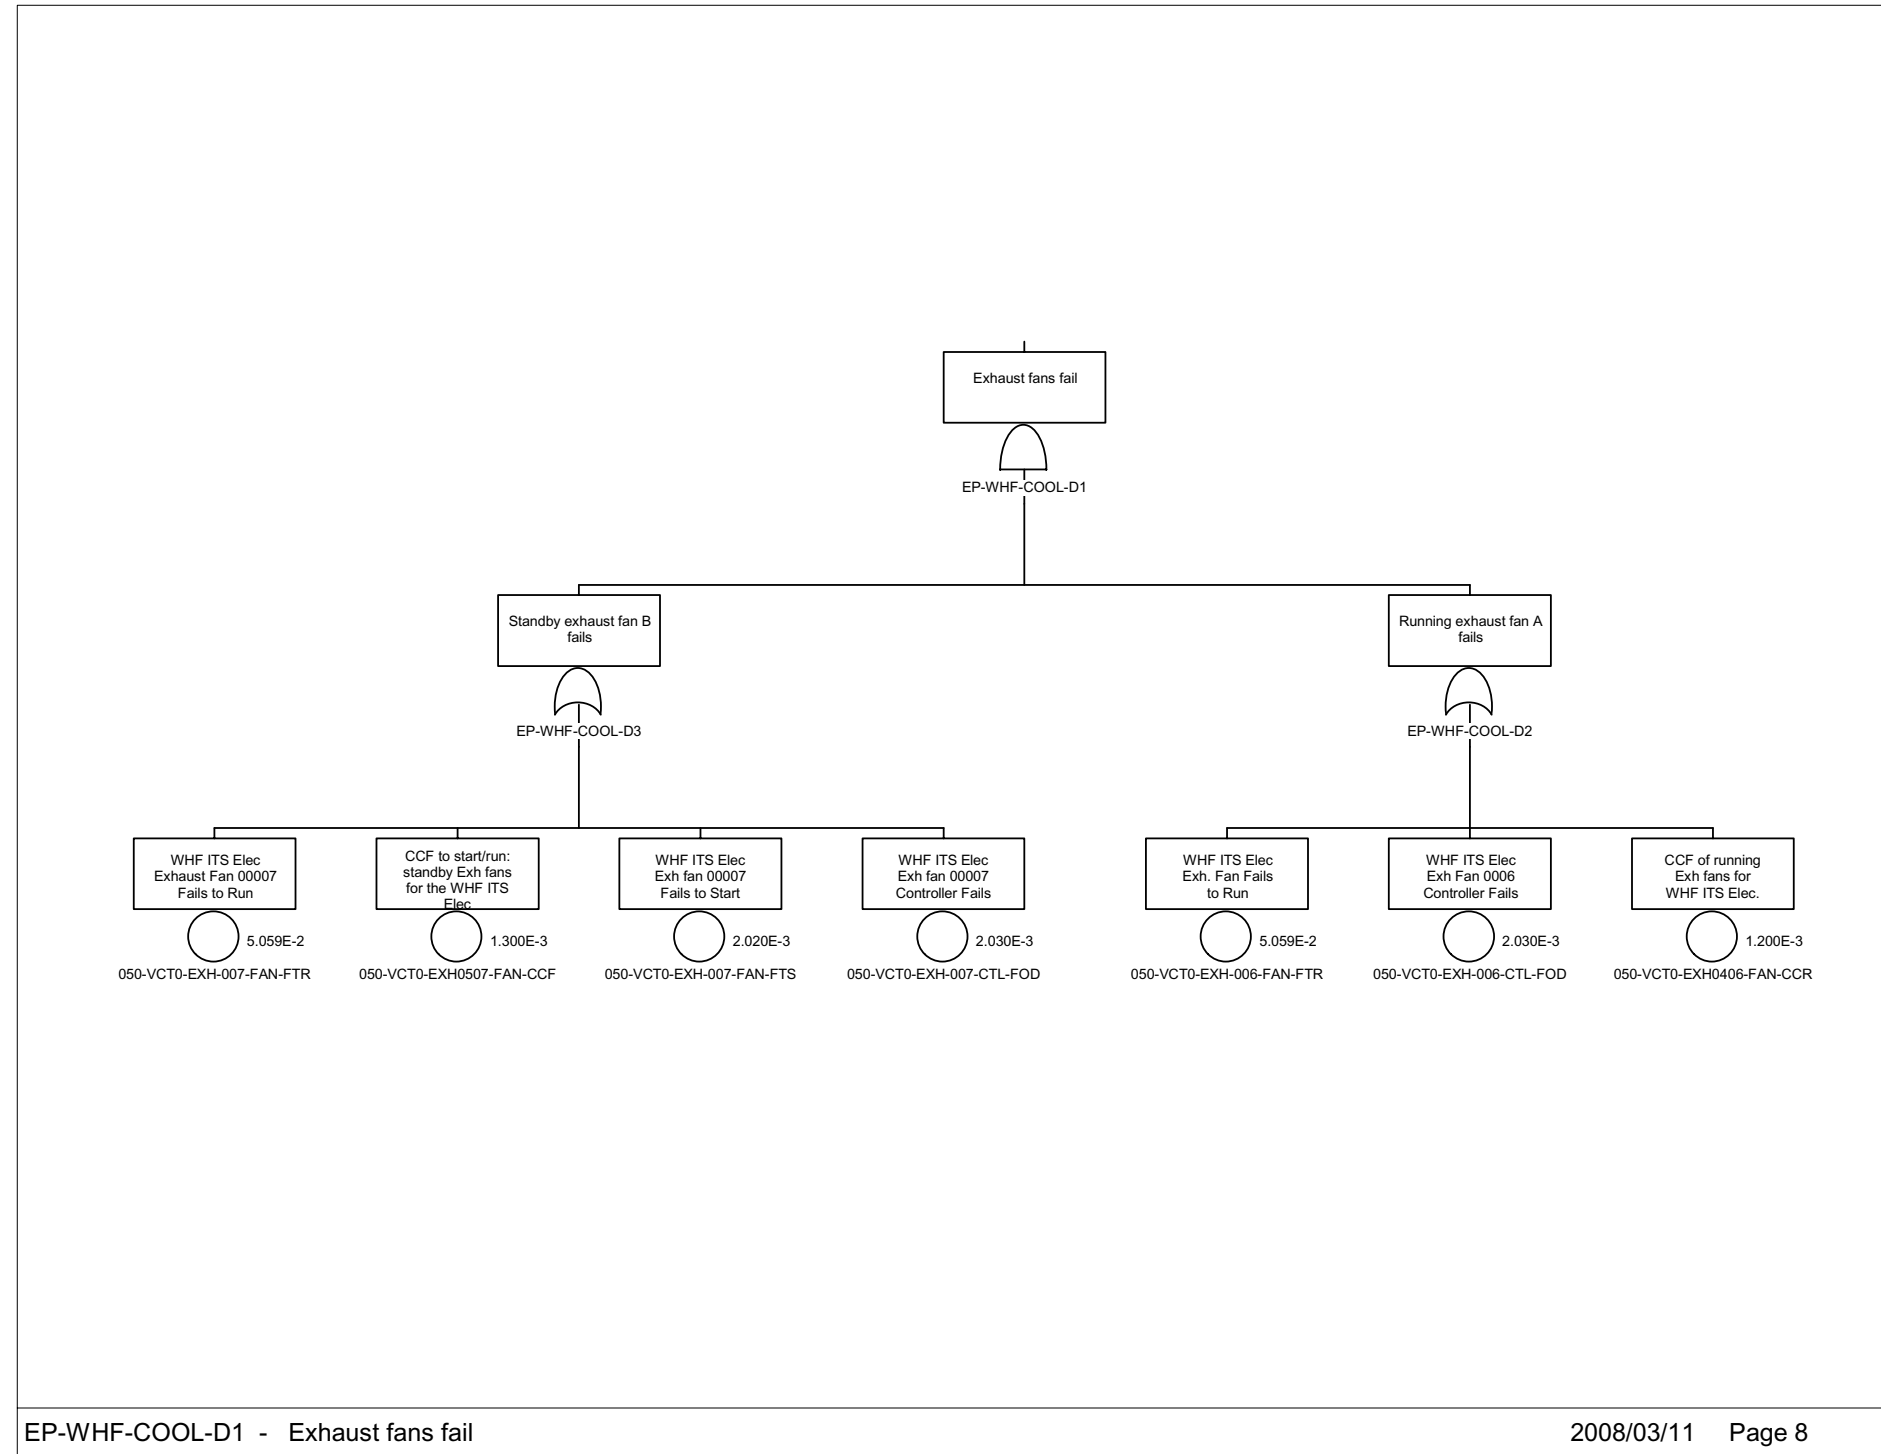 Exhaust fans fail
EP-WHF-COOL-D1
Standby exhaust fan B
fails
EP-WHF-COOL-D3
Running exhaust fan A
fails
EP-WHF-COOL-D2
WHF ITS Elec
Exhaust Fan 00007
Fails to Run
5.059E-2
050-VCT0-EXH-007-FAN-FTR
CCF to start/run:
standby Exh fans
for the WHF ITS
Elec
1.300E-3
050-VCT0-EXH0507-FAN-CCF
WHF ITS Elec
Exh fan 00007
Fails to Start
2.020E-3
050-VCT0-EXH-007-FAN-FTS
WHF ITS Elec
Exh fan 00007
Controller Fails
2.030E-3
050-VCT0-EXH-007-CTL-FOD
WHF ITS Elec
Exh. Fan Fails
to Run
5.059E-2
050-VCT0-EXH-006-FAN-FTR
WHF ITS Elec
Exh Fan 0006
Controller Fails
2.030E-3
050-VCT0-EXH-006-CTL-FOD
CCF of running
Exh fans for
WHF ITS Elec.
1.200E-3
050-VCT0-EXH0406-FAN-CCR
EP-WHF-COOL-D1 - Exhaust fans fail
2008/03/11 Page 8